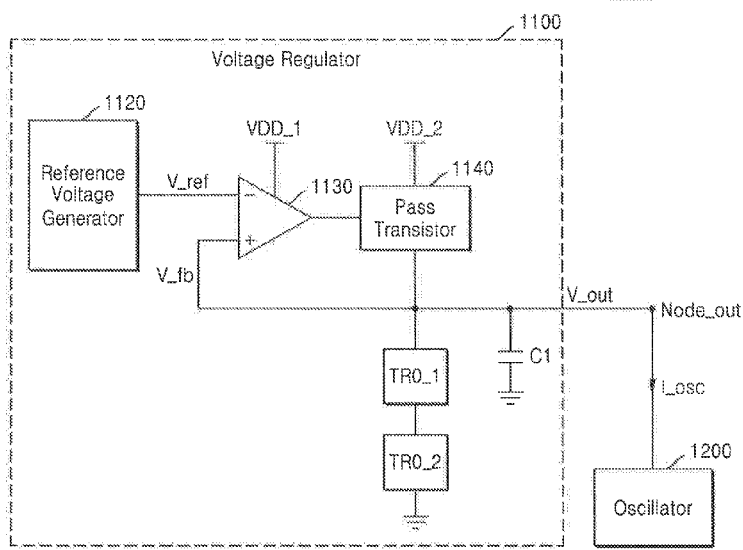 1100
Voltage Regulator
1120
Reference
Voltage
Generator
V_ref
VDD_1
1130
VDD_2
1140
Pass
Transistor
−
+
V_fb
V_out
Node_out
TR0_1
C1
I_osc
TR0_2
1200
Oscillator